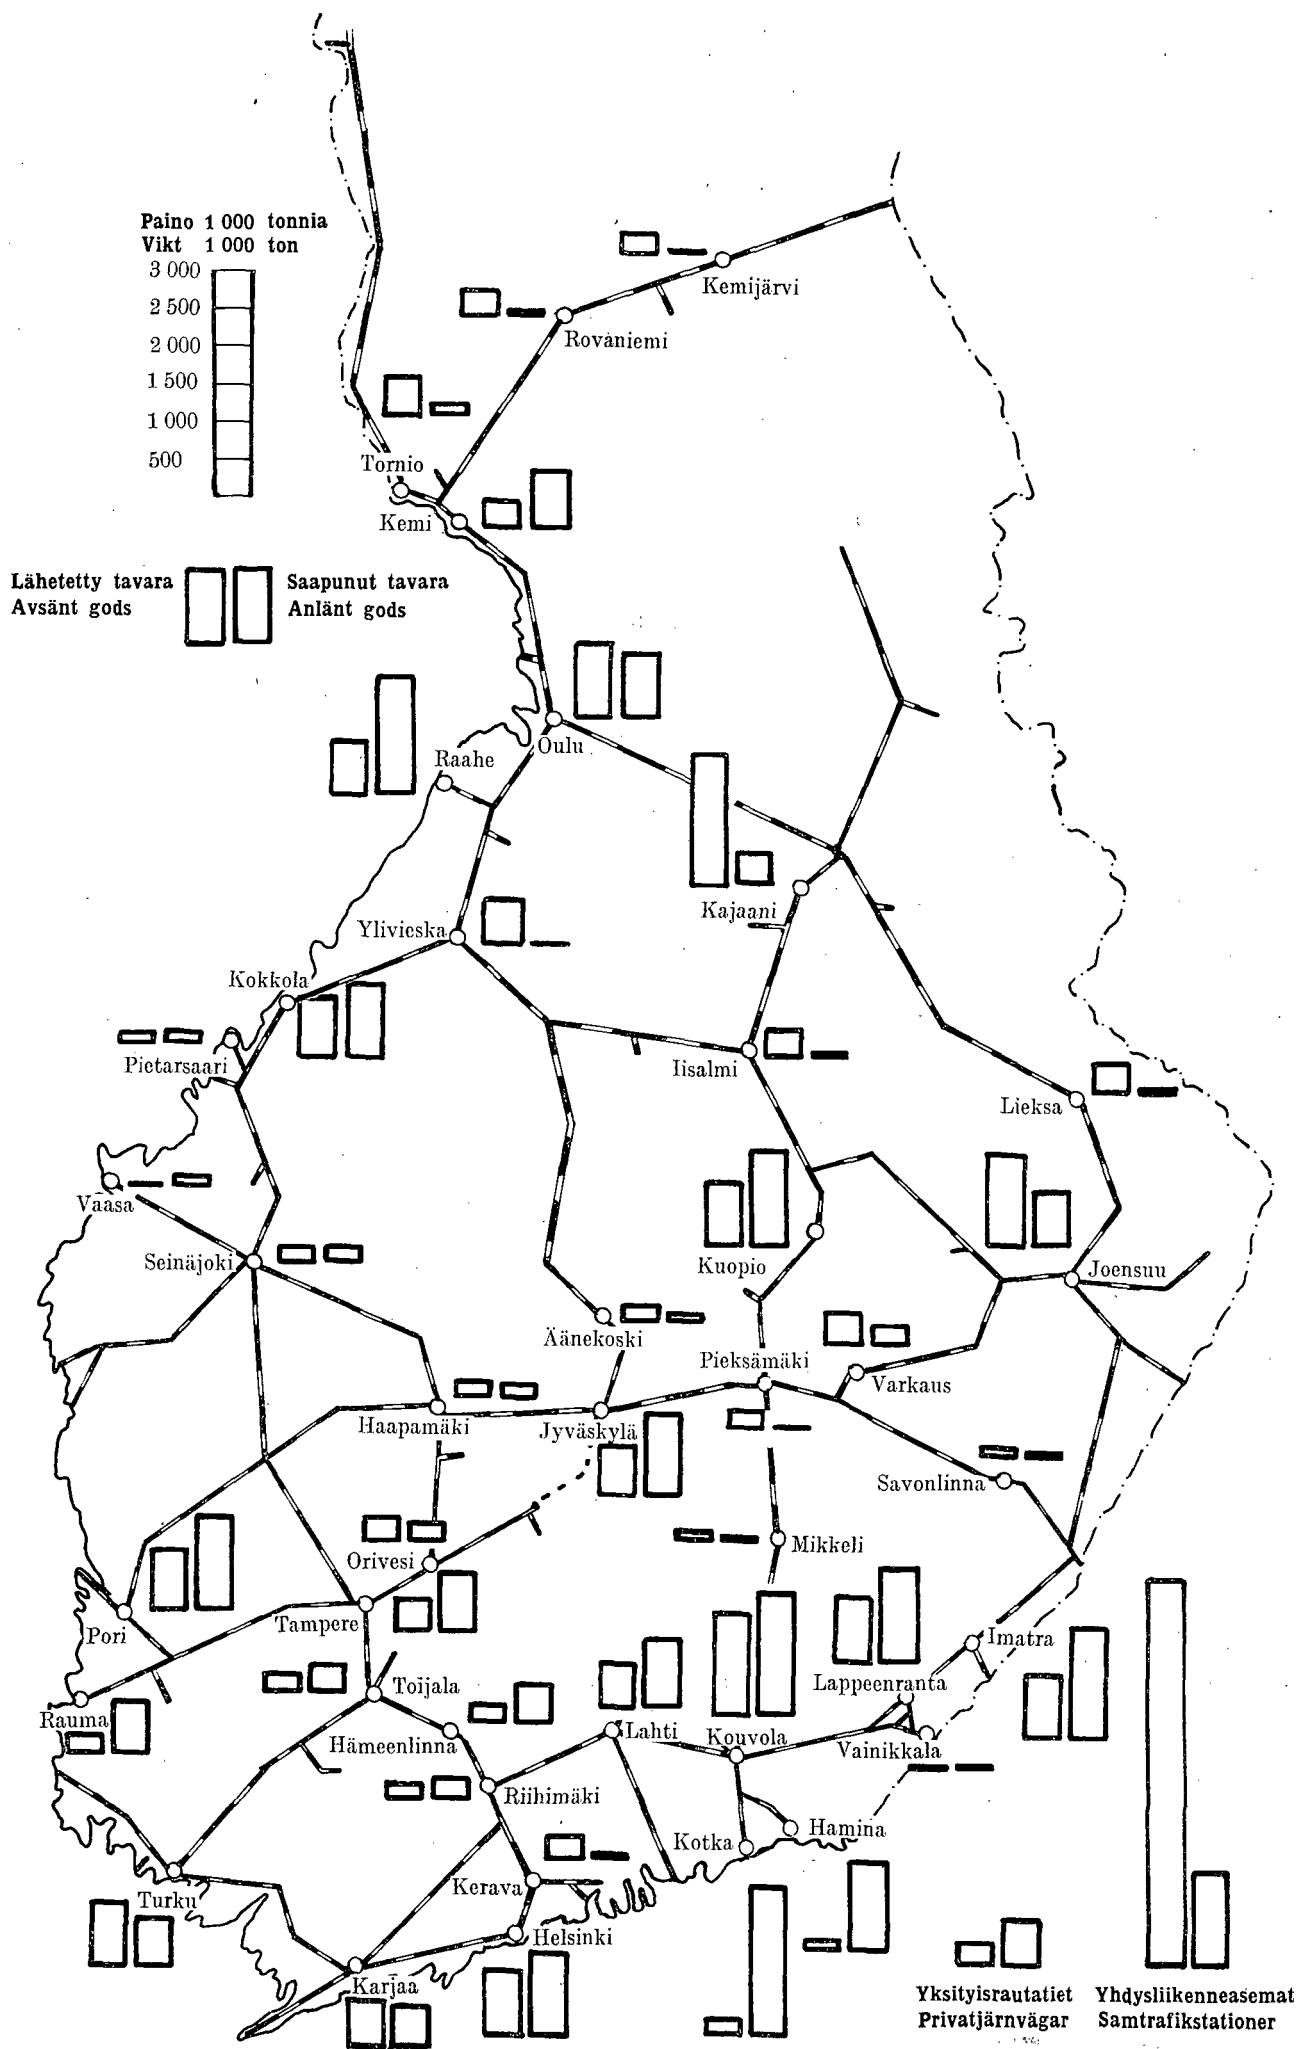 Paino 1 000 tonnia
Vikt 1 000 ton
3 000
2 500
2 000
1 500
1 000
500
Kemijärvi
Rovaniemi
Tornio
Kemi
Lähetetty tavara
Avsänt gods
Saapunut tavara
Anlänt gods
Oulu
Raahe
Kajaani
Ylivieska
Kokkola
Pietarsaari
Iisalmi
Lieksa
Vaasa
Seinäjoki
Kuopio
Joensuu
Äänekoski
Pieksämäki
Varkaus
Haapamäki
Jyväskylä
Savonlinna
Mikkeli
Orivesi
Tampere
Pori
Imatra
Toijala
Lappeenranta
Rauma
Hämeenlinna
Lahti
Kouvola
Vainikkala
Riihimäki
Hamina
Kotka
Kerava
Turku
Helsinki
Karjaa
Yksityisrautatiet
Privatjärnvägar
Yhdysliikenneasemat
Samtrafikstationer